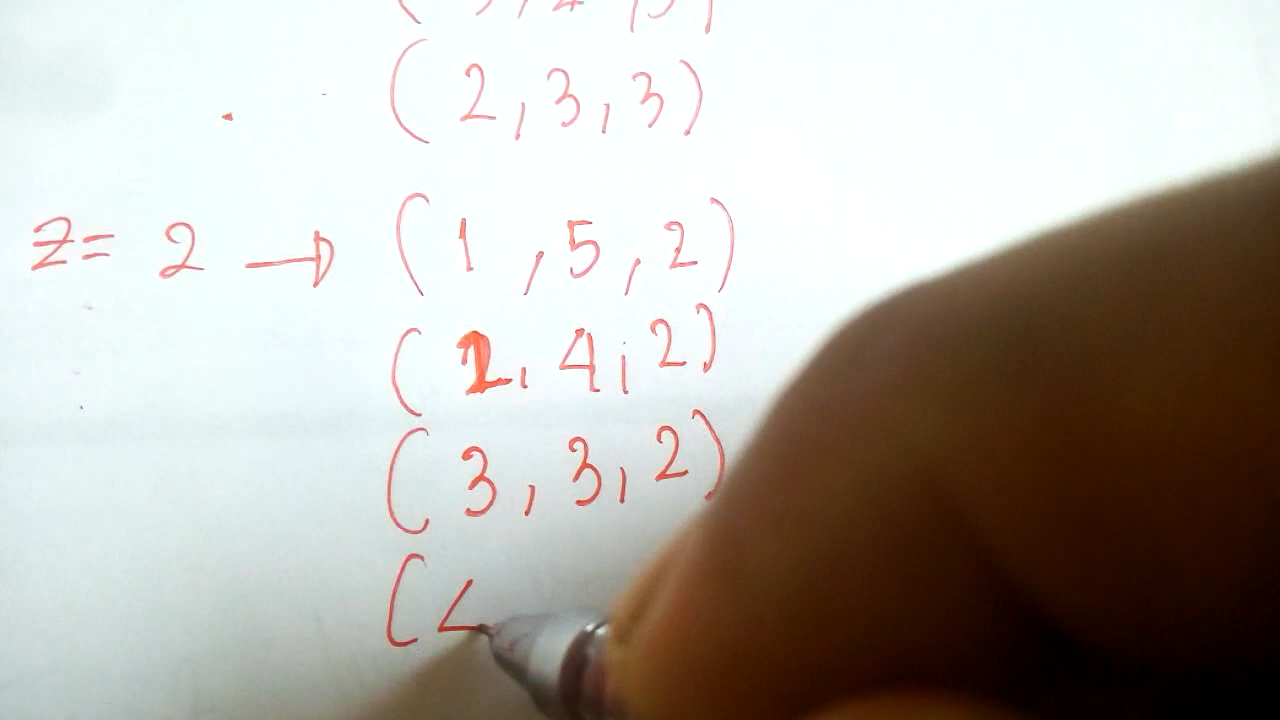 (2,3,3)
z= 2 → (1,5,2)
(2,4,2)
(3,3,2)
(